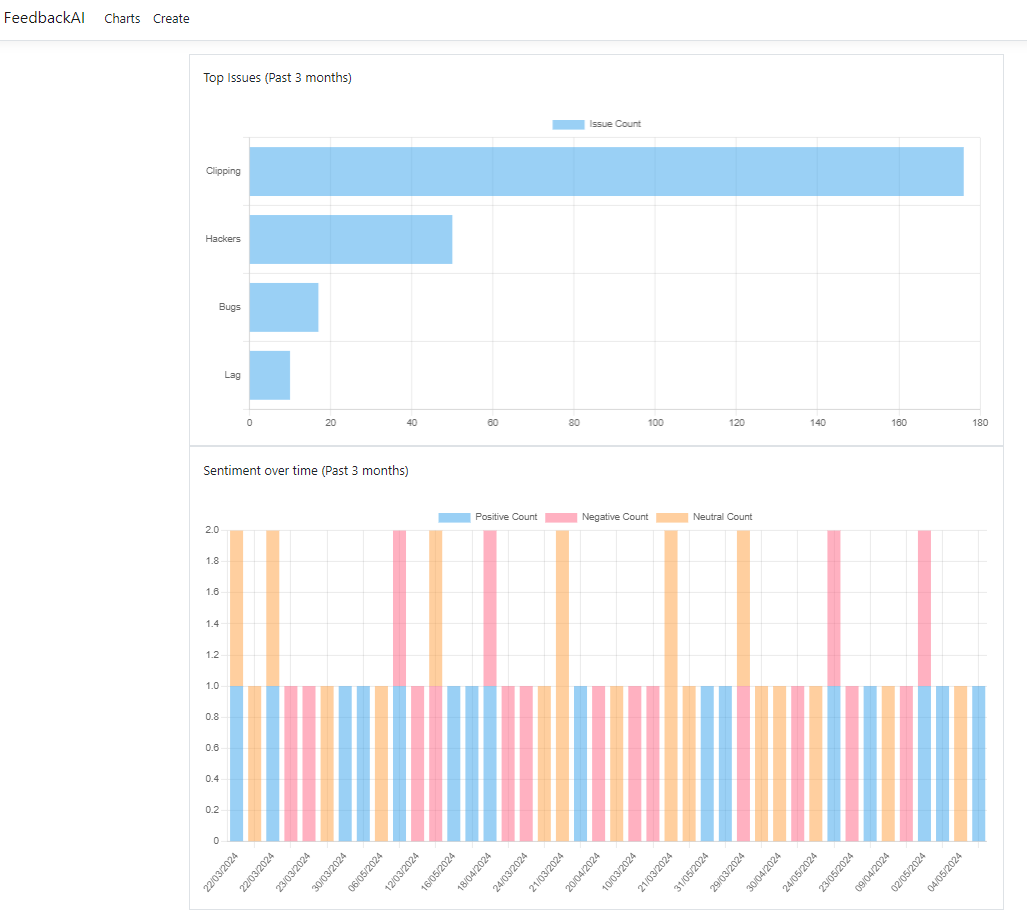 FeedbackAI Charts Create
Top Issues (Past 3 months)
Issue Count
Clipping
Hackers
Bugs
Lag
0 20 40 60 80 100 120 140 160 180
Sentiment over time (Past 3 months)
Positive Count Negative Count Neutral Count
2.0
1.8
1.6
1.4
1.2
1.0
0.8
0.6
0.4
0.2
0
22/03/2024 22/03/2024 23/03/2024 30/03/2024 06/05/2024 12/03/2024 16/05/2024 18/04/2024 24/03/2024 21/03/2024 20/04/2024 10/03/2024 21/03/2024 31/05/2024 29/03/2024 30/04/2024 24/05/2024 23/05/2024 09/04/2024 02/05/2024 04/05/2024